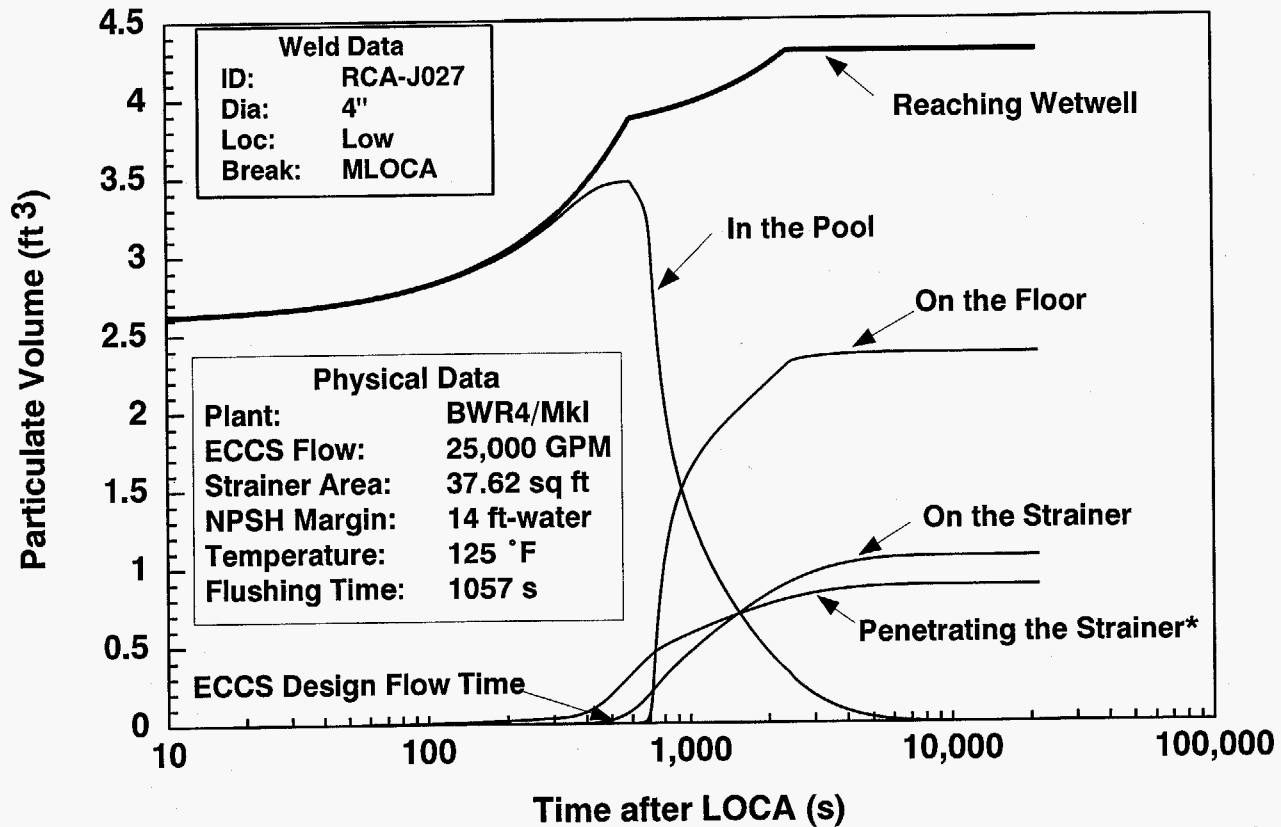 Particulate Volume (ft 3)
4.5
4
3.5
3
2.5
2
1.5
1
0.5
0
Weld Data
ID: RCA-J027
Dia: 4"
Loc: Low
Break: MLOCA
Reaching Wetwell
In the Pool
On the Floor
Physical Data
Plant: BWR4/MkI
ECCS Flow: 25,000 GPM
Strainer Area: 37.62 sq ft
NPSH Margin: 14 ft-water
Temperature: 125 °F
Flushing Time: 1057 s
On the Strainer
Penetrating the Strainer*
ECCS Design Flow Time
10 100 1,000 10,000 100,000
Time after LOCA (s)